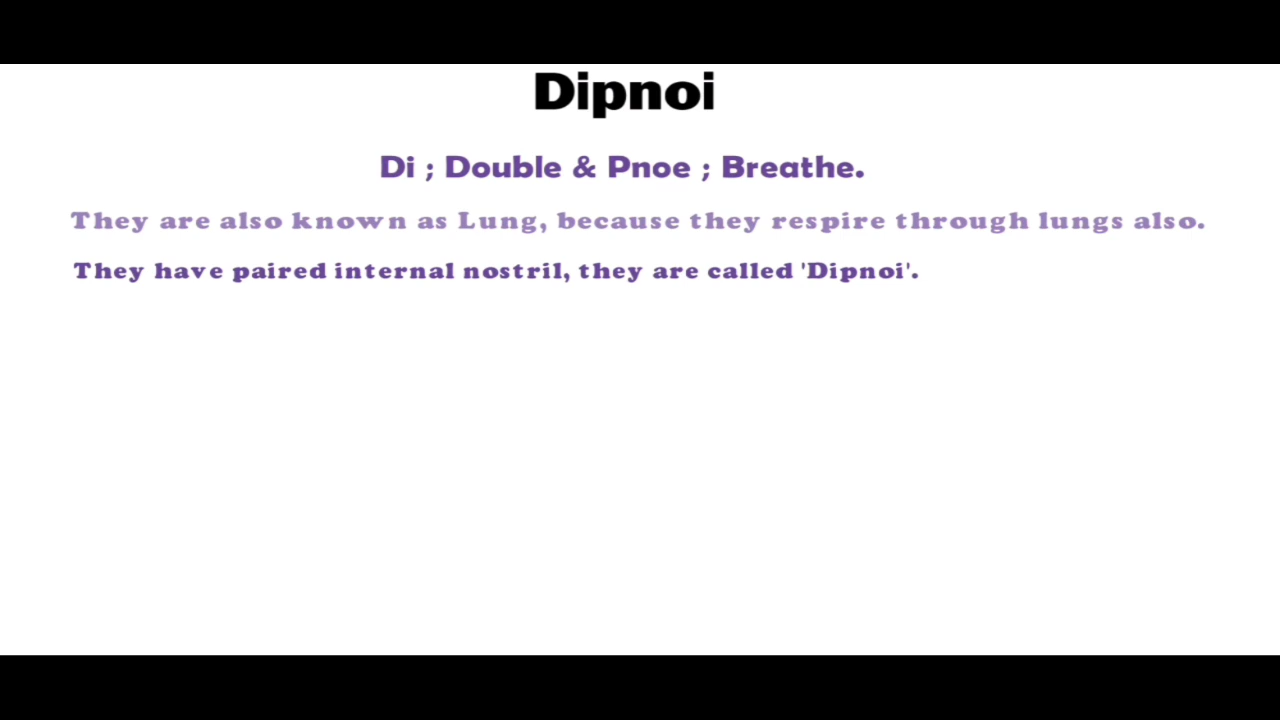 Dipnoi
Di ; Double & Pnoe ; Breathe.
They are also known as Lung, because they respire through lungs also.
They have paired internal nostril, they are called 'Dipnoi'.